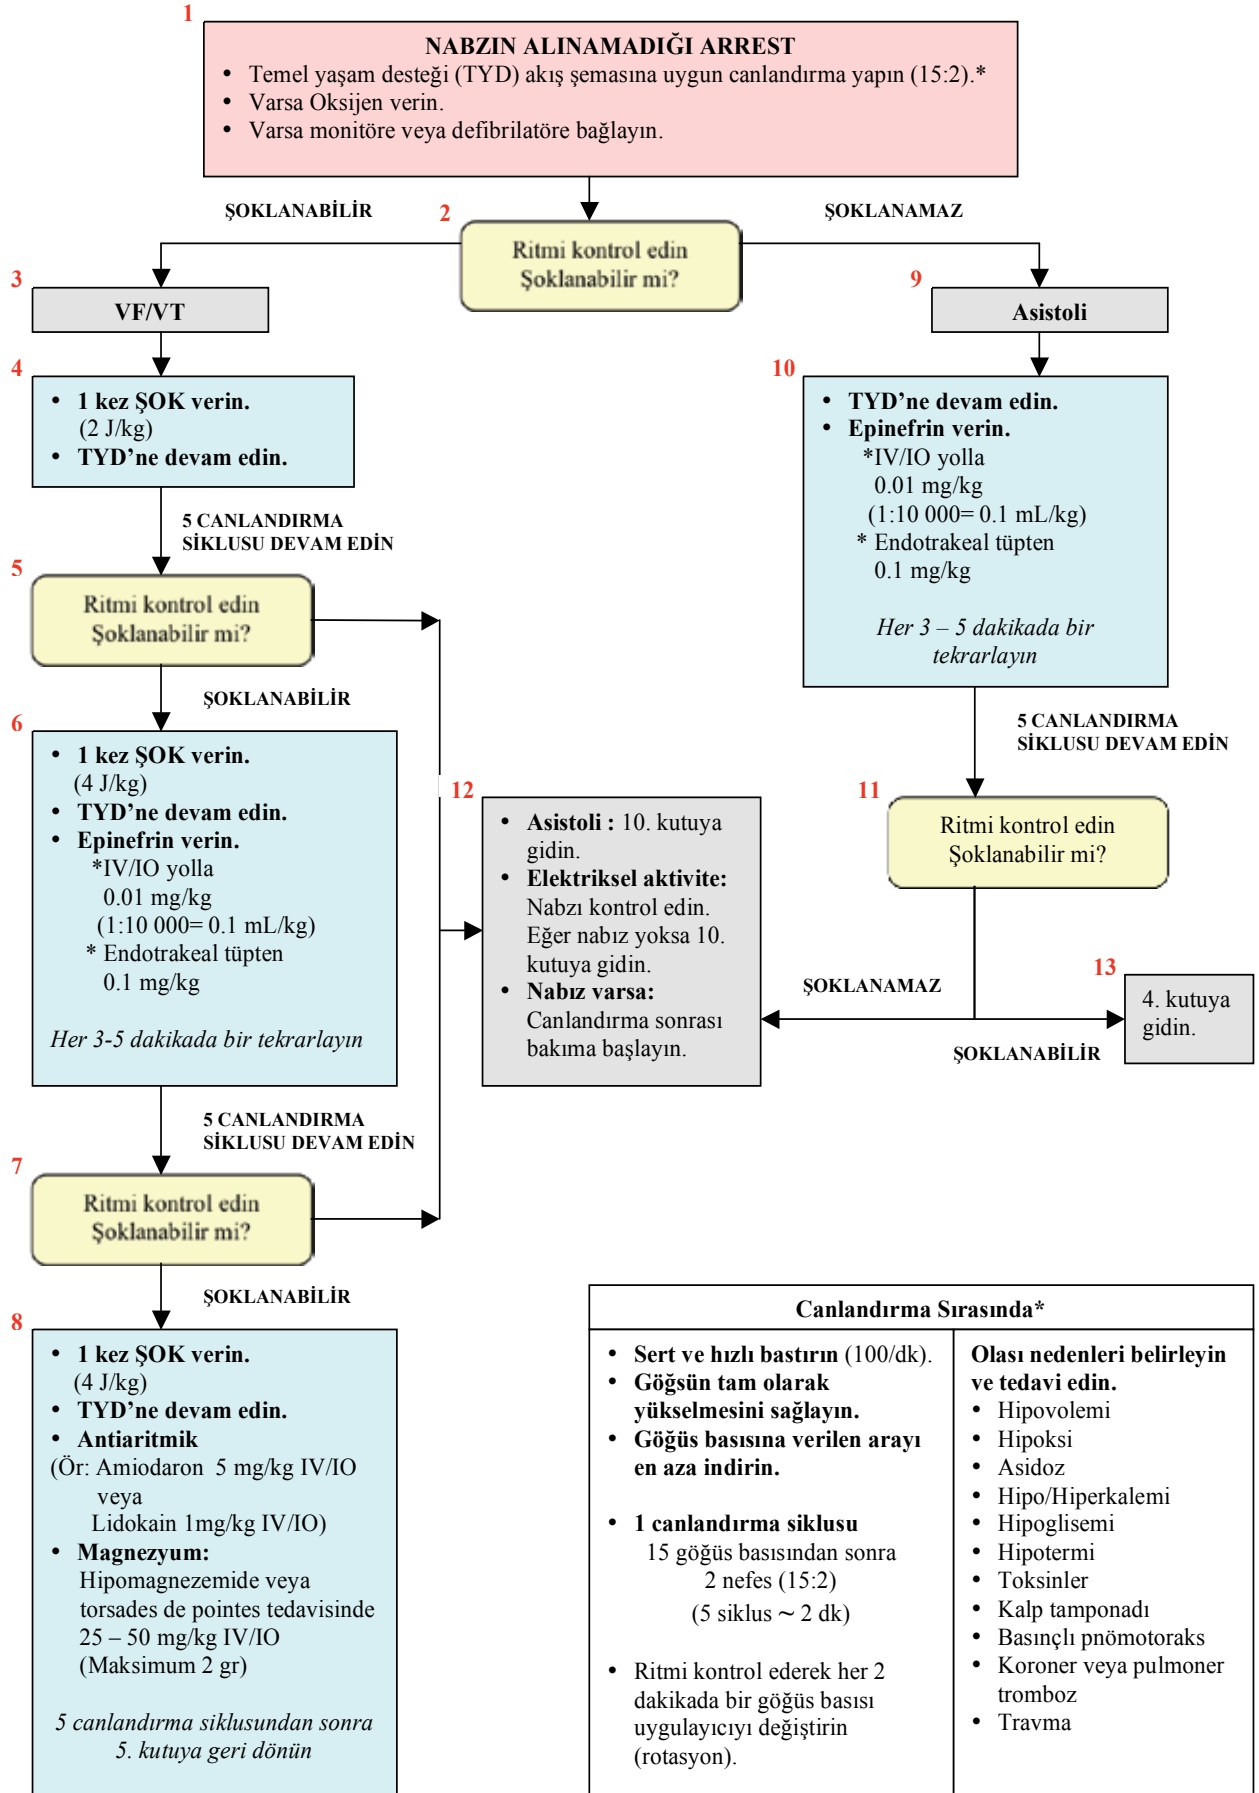 1
NABZIN ALINAMADIĞI ARREST
• Temel yaşam desteği (TYD) akış şemasına uygun canlandırma yapın (15:2).*
• Varsa Oksijen verin.
• Varsa monitöre veya defibrilatöre bağlayın.
ŞOKLANABİLİR
2
ŞOKLANAMAZ
Ritmi kontrol edin
Şoklanabilir mi?
3
VF/VT
4
• 1 kez ŞOK verin.
(2 J/kg)
• TYD’ne devam edin.
5 CANLANDIRMA
SİKLUSU DEVAM EDİN
5
Ritmi kontrol edin
Şoklanabilir mi?
ŞOKLANABİLİR
6
• 1 kez ŞOK verin.
(4 J/kg)
• TYD’ne devam edin.
• Epinefrin verin.
*IV/IO yolla
0.01 mg/kg
(1:10 000= 0.1 mL/kg)
* Endotrakeal tüpten
0.1 mg/kg
Her 3-5 dakikada bir tekrarlayın
5 CANLANDIRMA
SİKLUSU DEVAM EDİN
7
Ritmi kontrol edin
Şoklanabilir mi?
ŞOKLANABİLİR
8
• 1 kez ŞOK verin.
(4 J/kg)
• TYD’ne devam edin.
• Antiaritmik
(Ör: Amiodaron 5 mg/kg IV/IO
veya
Lidokain 1mg/kg IV/IO)
• Magnezyum:
Hipomagnezemide veya
torsades de pointes tedavisinde
25 – 50 mg/kg IV/IO
(Maksimum 2 gr)
5 canlandırma siklusundan sonra
5. kutuya geri dönün
9
Asistoli
10
• TYD’ne devam edin.
• Epinefrin verin.
*IV/IO yolla
0.01 mg/kg
(1:10 000= 0.1 mL/kg)
* Endotrakeal tüpten
0.1 mg/kg
Her 3 – 5 dakikada bir
tekrarlayın
5 CANLANDIRMA
SİKLUSU DEVAM EDİN
11
Ritmi kontrol edin
Şoklanabilir mi?
12
• Asistoli : 10. kutuya
gidin.
• Elektriksel aktivite:
Nabzı kontrol edin.
Eğer nabız yoksa 10.
kutuya gidin.
• Nabız varsa:
Canlandırma sonrası
bakıma başlayın.
ŞOKLANAMAZ
ŞOKLANABİLİR
13
4. kutuya
gidin.
Canlandırma Sırasında*
• Sert ve hızlı bastırın (100/dk).
• Göğsün tam olarak
yükselmesini sağlayın.
• Göğüs basısına verilen arayı
en aza indirin.
• 1 canlandırma siklusu
15 göğüs basısından sonra
2 nefes (15:2)
(5 siklus ~ 2 dk)
• Ritmi kontrol ederek her 2
dakikada bir göğüs basısı
uygulayıcıyı değiştirin
(rotasyon).
Olası nedenleri belirleyin
ve tedavi edin.
• Hipovolemi
• Hipoksi
• Asidoz
• Hipo/Hiperkalemi
• Hipoglisemi
• Hipotermi
• Toksinler
• Kalp tamponadı
• Basınçlı pnömotoraks
• Koroner veya pulmoner
tromboz
• Travma